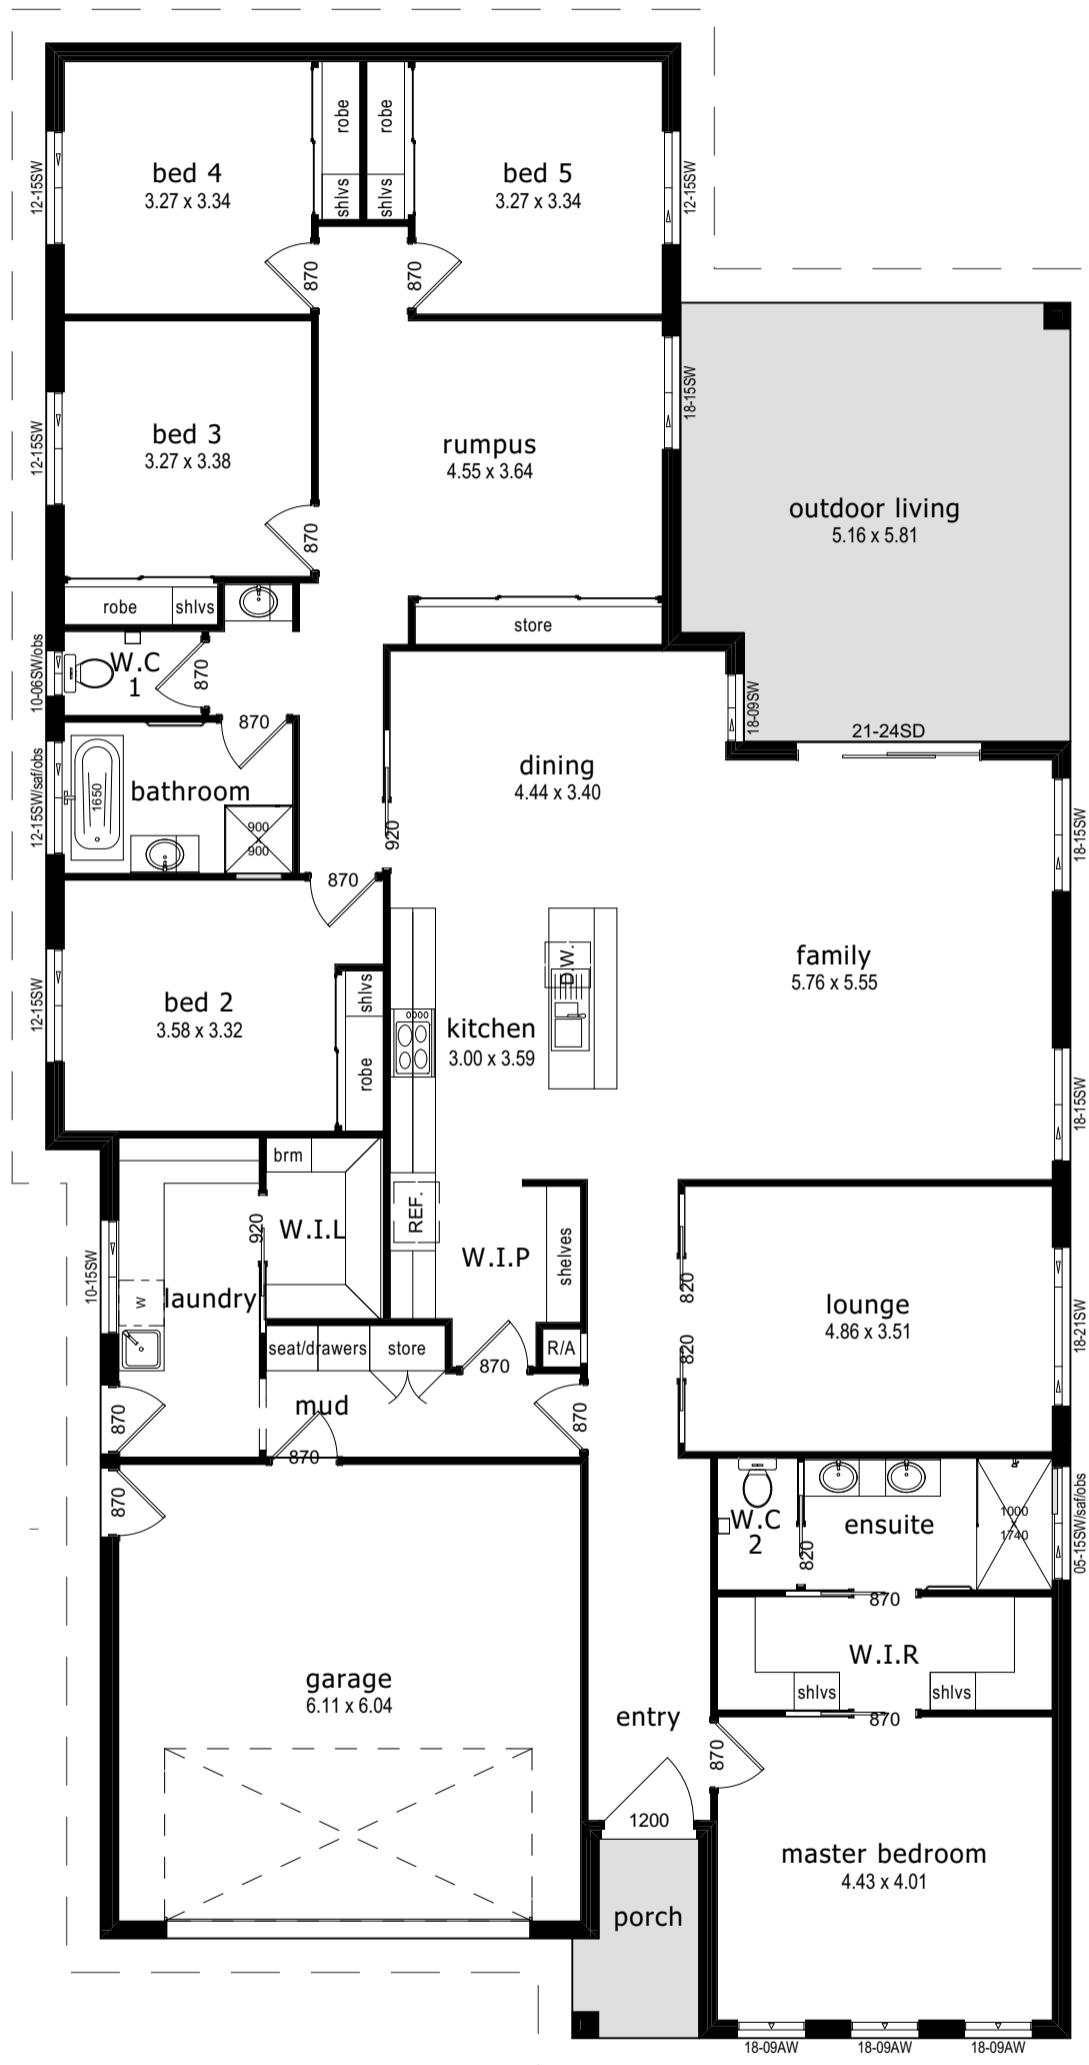 robe
robe
12-15SW
bed 4
3.27 x 3.34
bed 5
3.27 x 3.34
12-15SW
shlvs
shlvs
870
870
12-15SW
bed 3
3.27 x 3.38
rumpus
4.55 x 3.64
18-15SW
outdoor living
5.16 x 5.81
870
robe
shlvs
store
10-06SW/obs
W.C
1
870
18-09SW
870
21-24SD
12-15SW/saf/obs
1650
bathroom
900
x
900
dining
4.44 x 3.40
920
18-15SW
870
12-15SW
bed 2
3.58 x 3.32
shlvs
robe
D.W.
family
5.76 x 5.55
kitchen
3.00 x 3.59
18-15SW
brm
920
W.I.L
REF.
W.I.P
shelves
10-15SW
W
laundry
820
lounge
4.86 x 3.51
18-21SW
seat/drawers
store
R/A
820
870
mud
870
870
870
870
W.C
2
820
ensuite
1000
x
1740
05-15SW/saf/obs
870
W.I.R
shlvs
shlvs
garage
6.11 x 6.04
entry
870
870
1200
master bedroom
4.43 x 4.01
porch
18-09AW
18-09AW
18-09AW